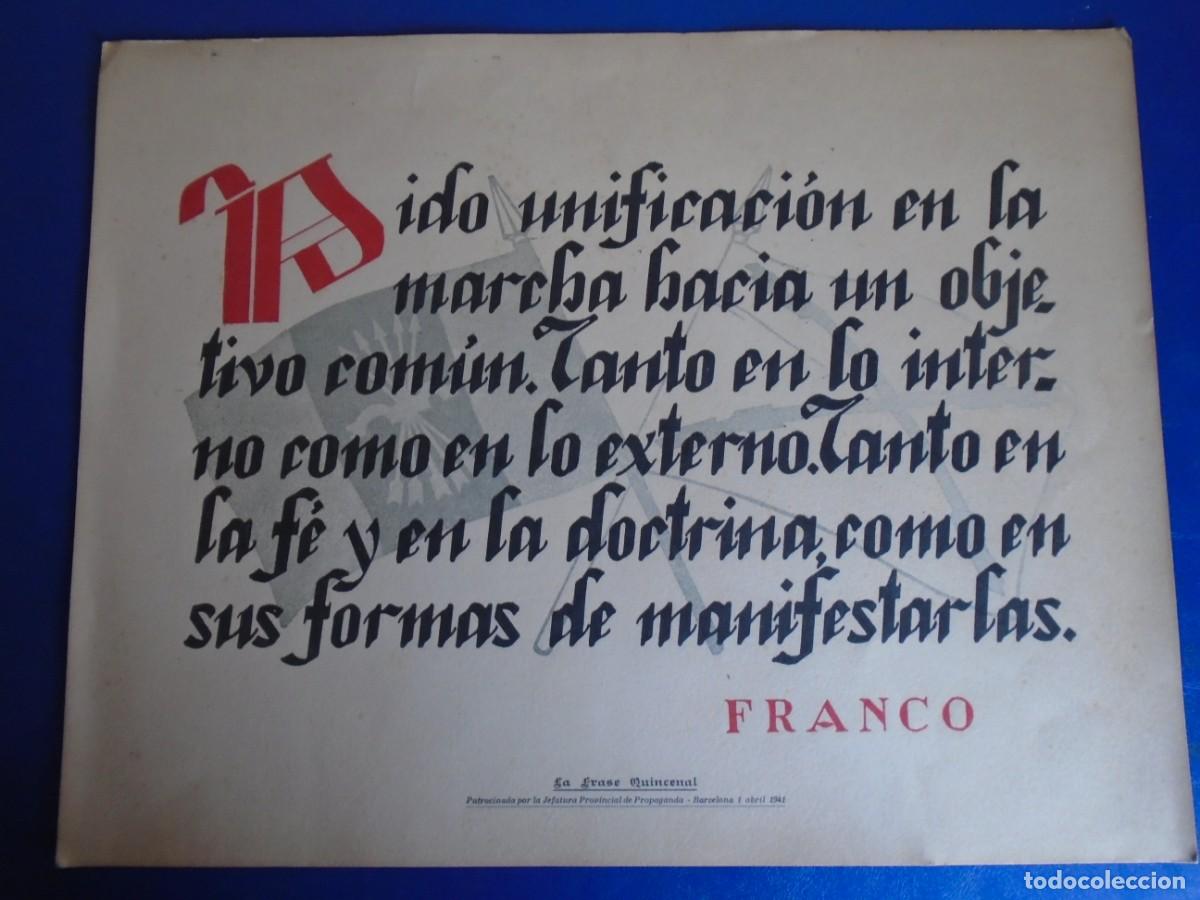 Pido unificación en la
marcha hacia un obje-
tivo común. Tanto en lo inter-
no como en lo externo. Tanto en
la fé y en la doctrina, como en
sus formas de manifestarlas.
FRANCO
La Frase Quincenal
Patrocinada por la Jefatura Provincial de Propaganda - Barcelona 1 abril 1941
todocoleccion